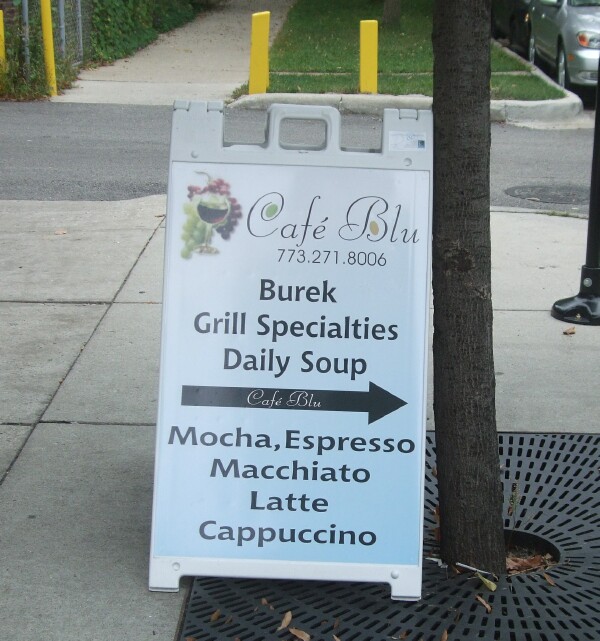 Café Blu
773.271.8006
Burek
Grill Specialties
Daily Soup
Café Blu
Mocha, Espresso
Macchiato
Latte
Cappuccino